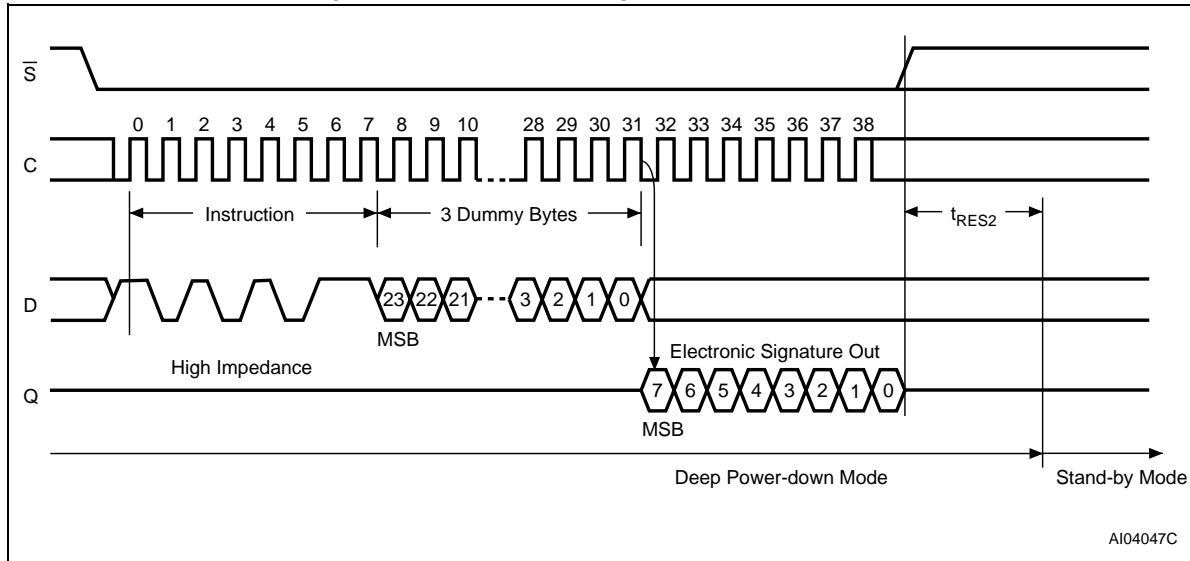 S
0 1 2 3 4 5 6 7 8 9 10 28 29 30 31 32 33 34 35 36 37 38
C
Instruction 3 Dummy Bytes tRES2
D 23 22 21 3 2 1 0
MSB
High Impedance Electronic Signature Out
Q 7 6 5 4 3 2 1 0
MSB
Deep Power-down Mode Stand-by Mode
AI04047C